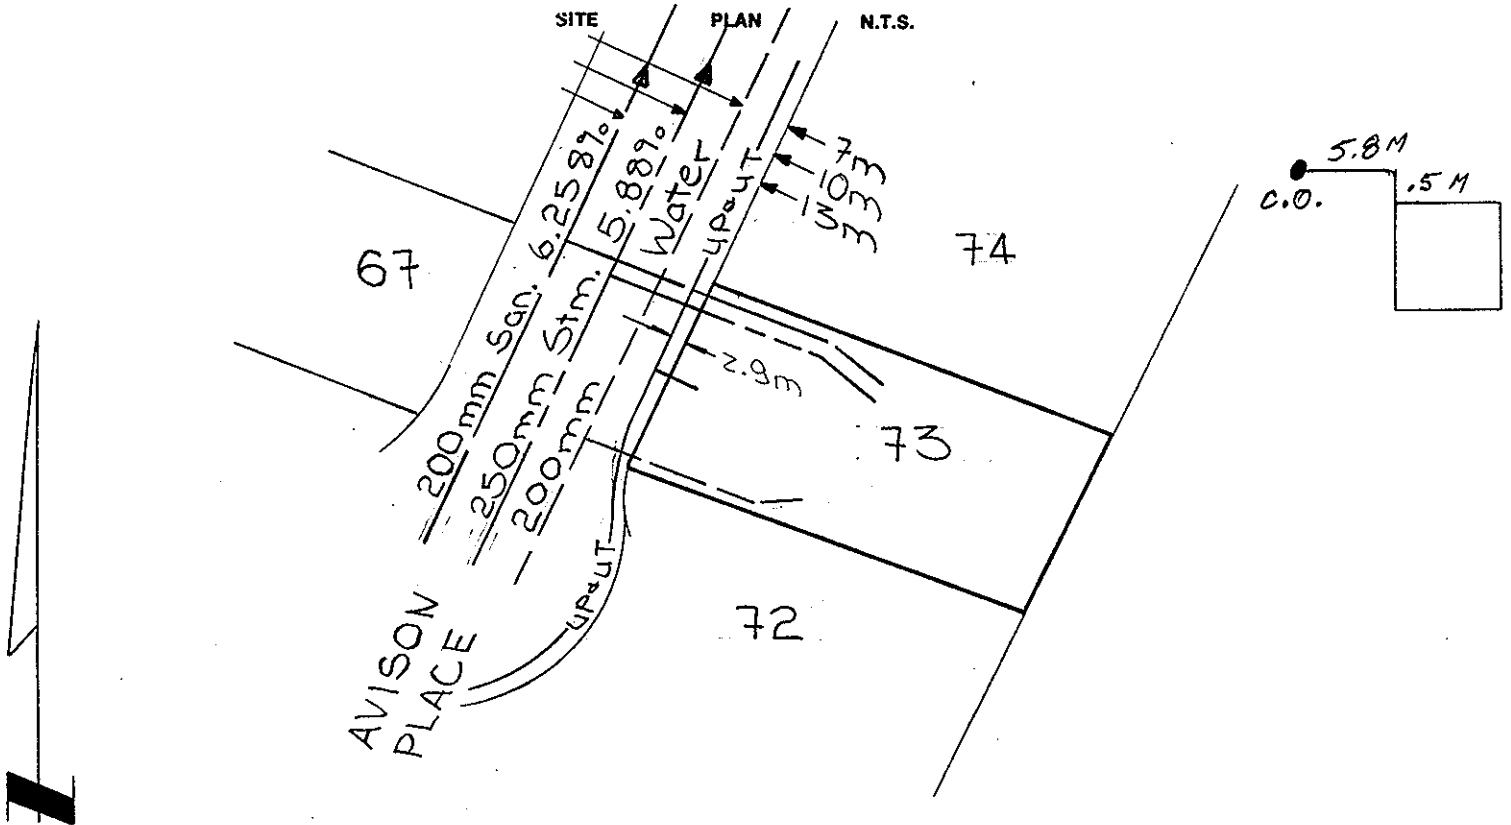 SITE PLAN N.T.S.
200mm San. 6.258%
250mm Stm. 5.88%
200mm Water
UP&UT
7m
10m
13m
5.8M
.5M
C.O.
74
67
2.9m
73
72
UP&UT
AVISON
PLACE